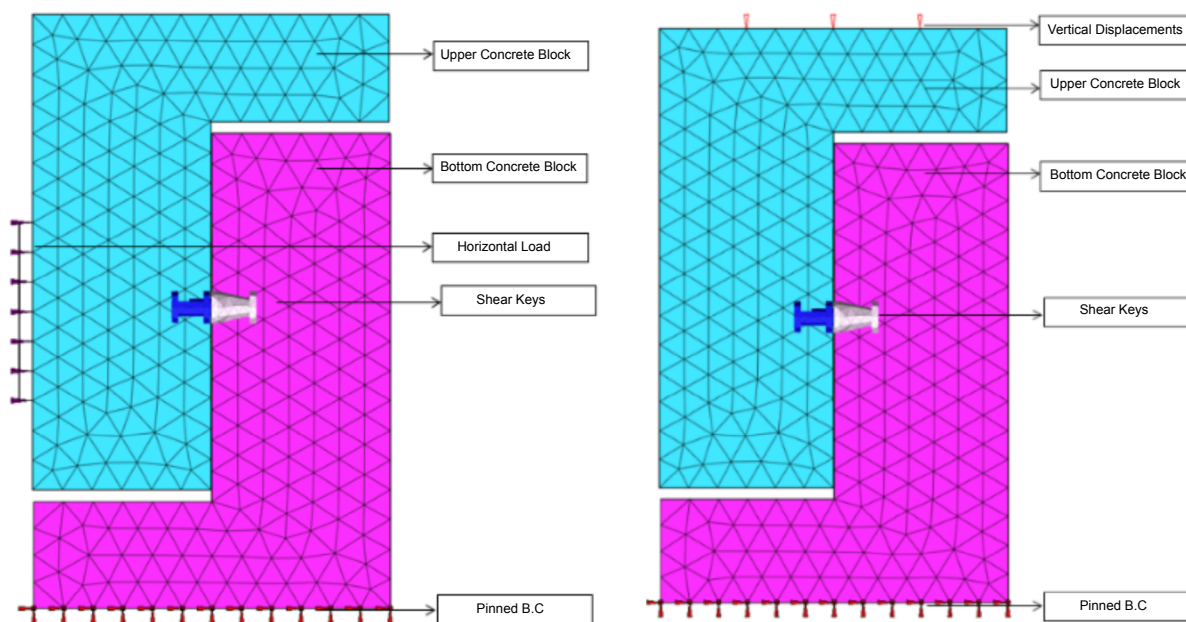 Upper Concrete Block
Bottom Concrete Block
Horizontal Load
Shear Keys
Pinned B.C
Vertical Displacements
Upper Concrete Block
Bottom Concrete Block
Shear Keys
Pinned B.C